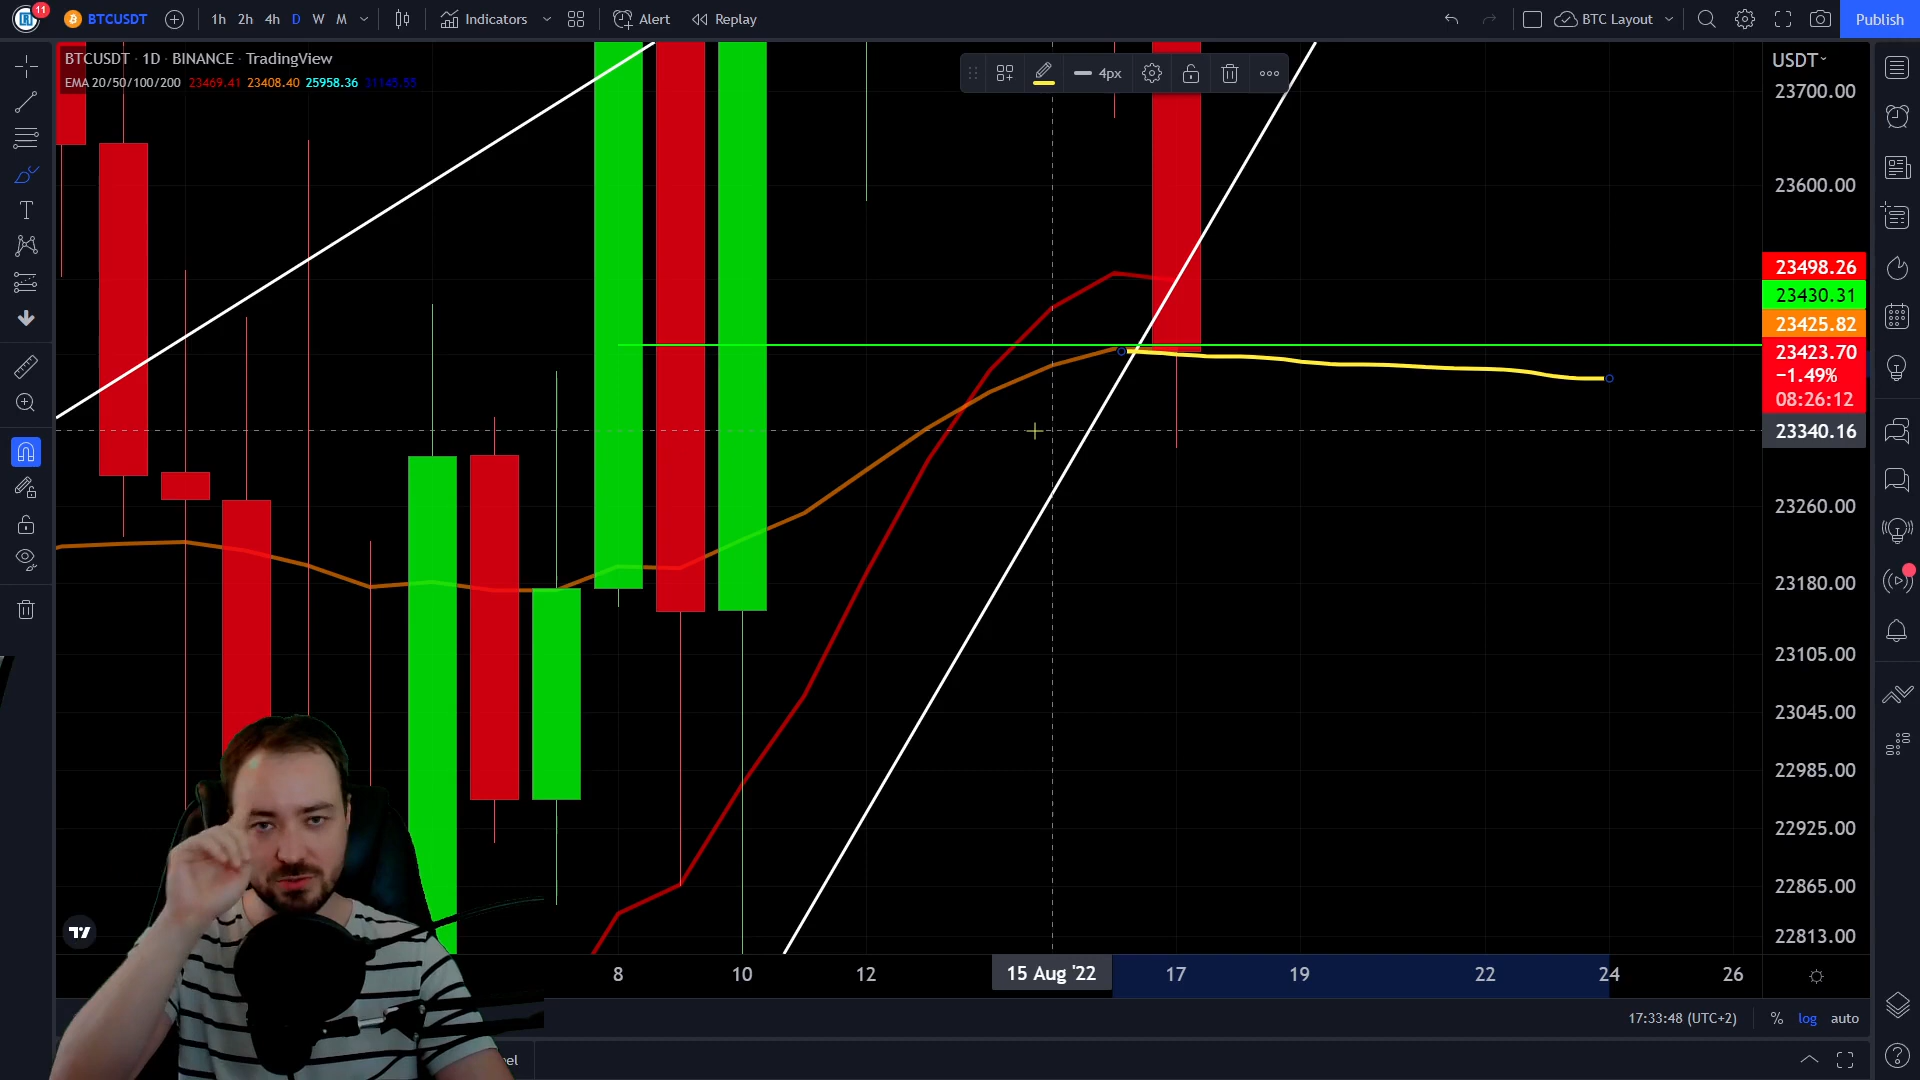 11
BTCUSDT
1h 2h 4h D W M
Indicators
Alert
Replay
BTC Layout
Publish
BTCUSDT · 1D · BINANCE · TradingView
EMA 20/50/100/200 23469.41 23408.40 25958.36 31145.55
4px
USDT
23700.00
23600.00
23498.26
23430.31
23425.82
23423.70
−1.49%
08:26:12
23340.16
23260.00
23180.00
23105.00
23045.00
22985.00
22925.00
22865.00
22813.00
8 10 12 15 Aug '22 17 19 22 24 26
17:33:48 (UTC+2) % log auto